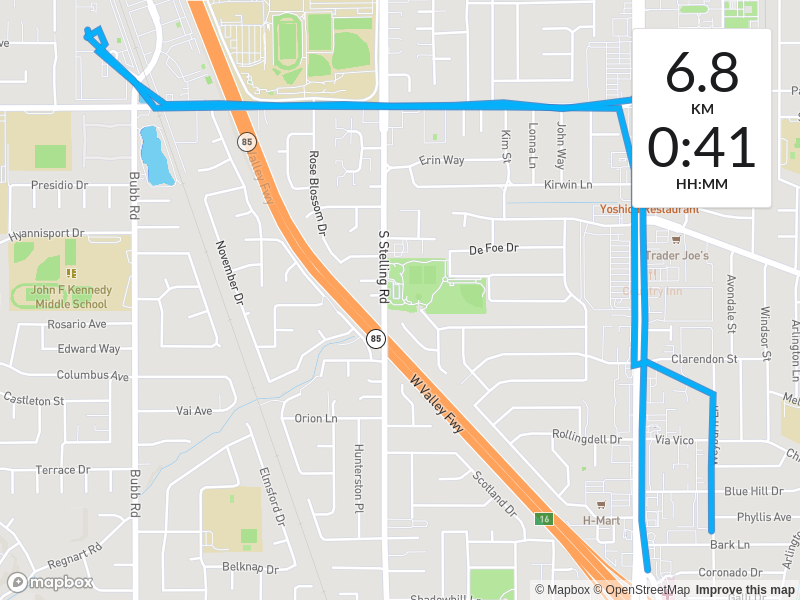 6.8
KM
0:41
HH:MM
85
Valley Fwy
Rose Blossom Dr
Erin Way
Kim St
Lonna Ln
John Way
Presidio Dr
Bubb Rd
Kirwin Ln
Yoshio
Restaurant
Hyannisport Dr
November Dr
S Stelling Rd
De Foe Dr
Trader Joe's
Country Inn
John F Kennedy
Middle School
Avondale St
Windsor St
Arlington Ln
Rosario Ave
Edward Way
85
Clarendon St
Columbus Ave
Castleton St
W Valley Fwy
Vai Ave
Orion Ln
Rollingdell Dr
Via Vico
Terrace Dr
Bubb Rd
Elmsford Dr
Hunterston Pl
Scotland Dr
Blue Hill Dr
H-Mart
16
Phyllis Ave
Regnart Rd
Bark Ln
Belknap Dr
Coronado Dr
mapbox
© Mapbox © OpenStreetMap Improve this map